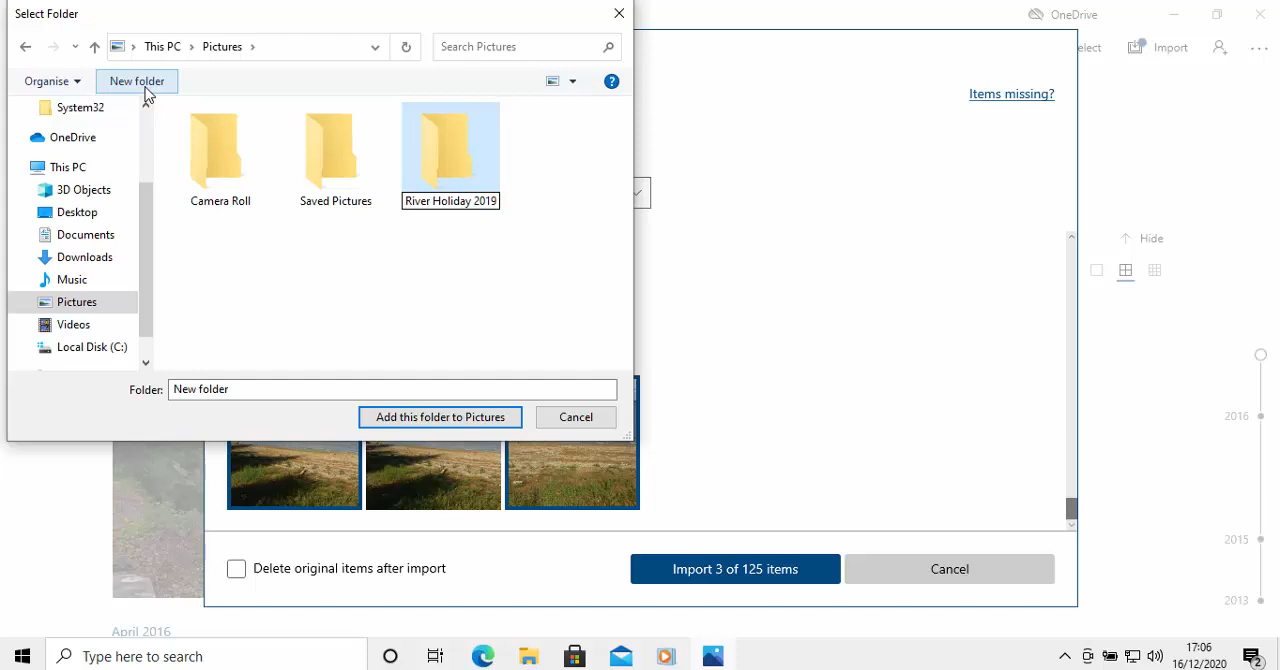 Select Folder
OneDrive
This PC
Pictures
Search Pictures
elect
Import
Organise
New folder
Items missing?
System32
OneDrive
This PC
3D Objects
Desktop
Documents
Downloads
Music
Pictures
Videos
Local Disk (C:)
Camera Roll
Saved Pictures
River Holiday 2019
Hide
Folder:
New folder
Add this folder to Pictures
Cancel
2016
2015
2013
Delete original items after import
Import 3 of 125 items
Cancel
April 2016
Type here to search
17:06
16/12/2020
2